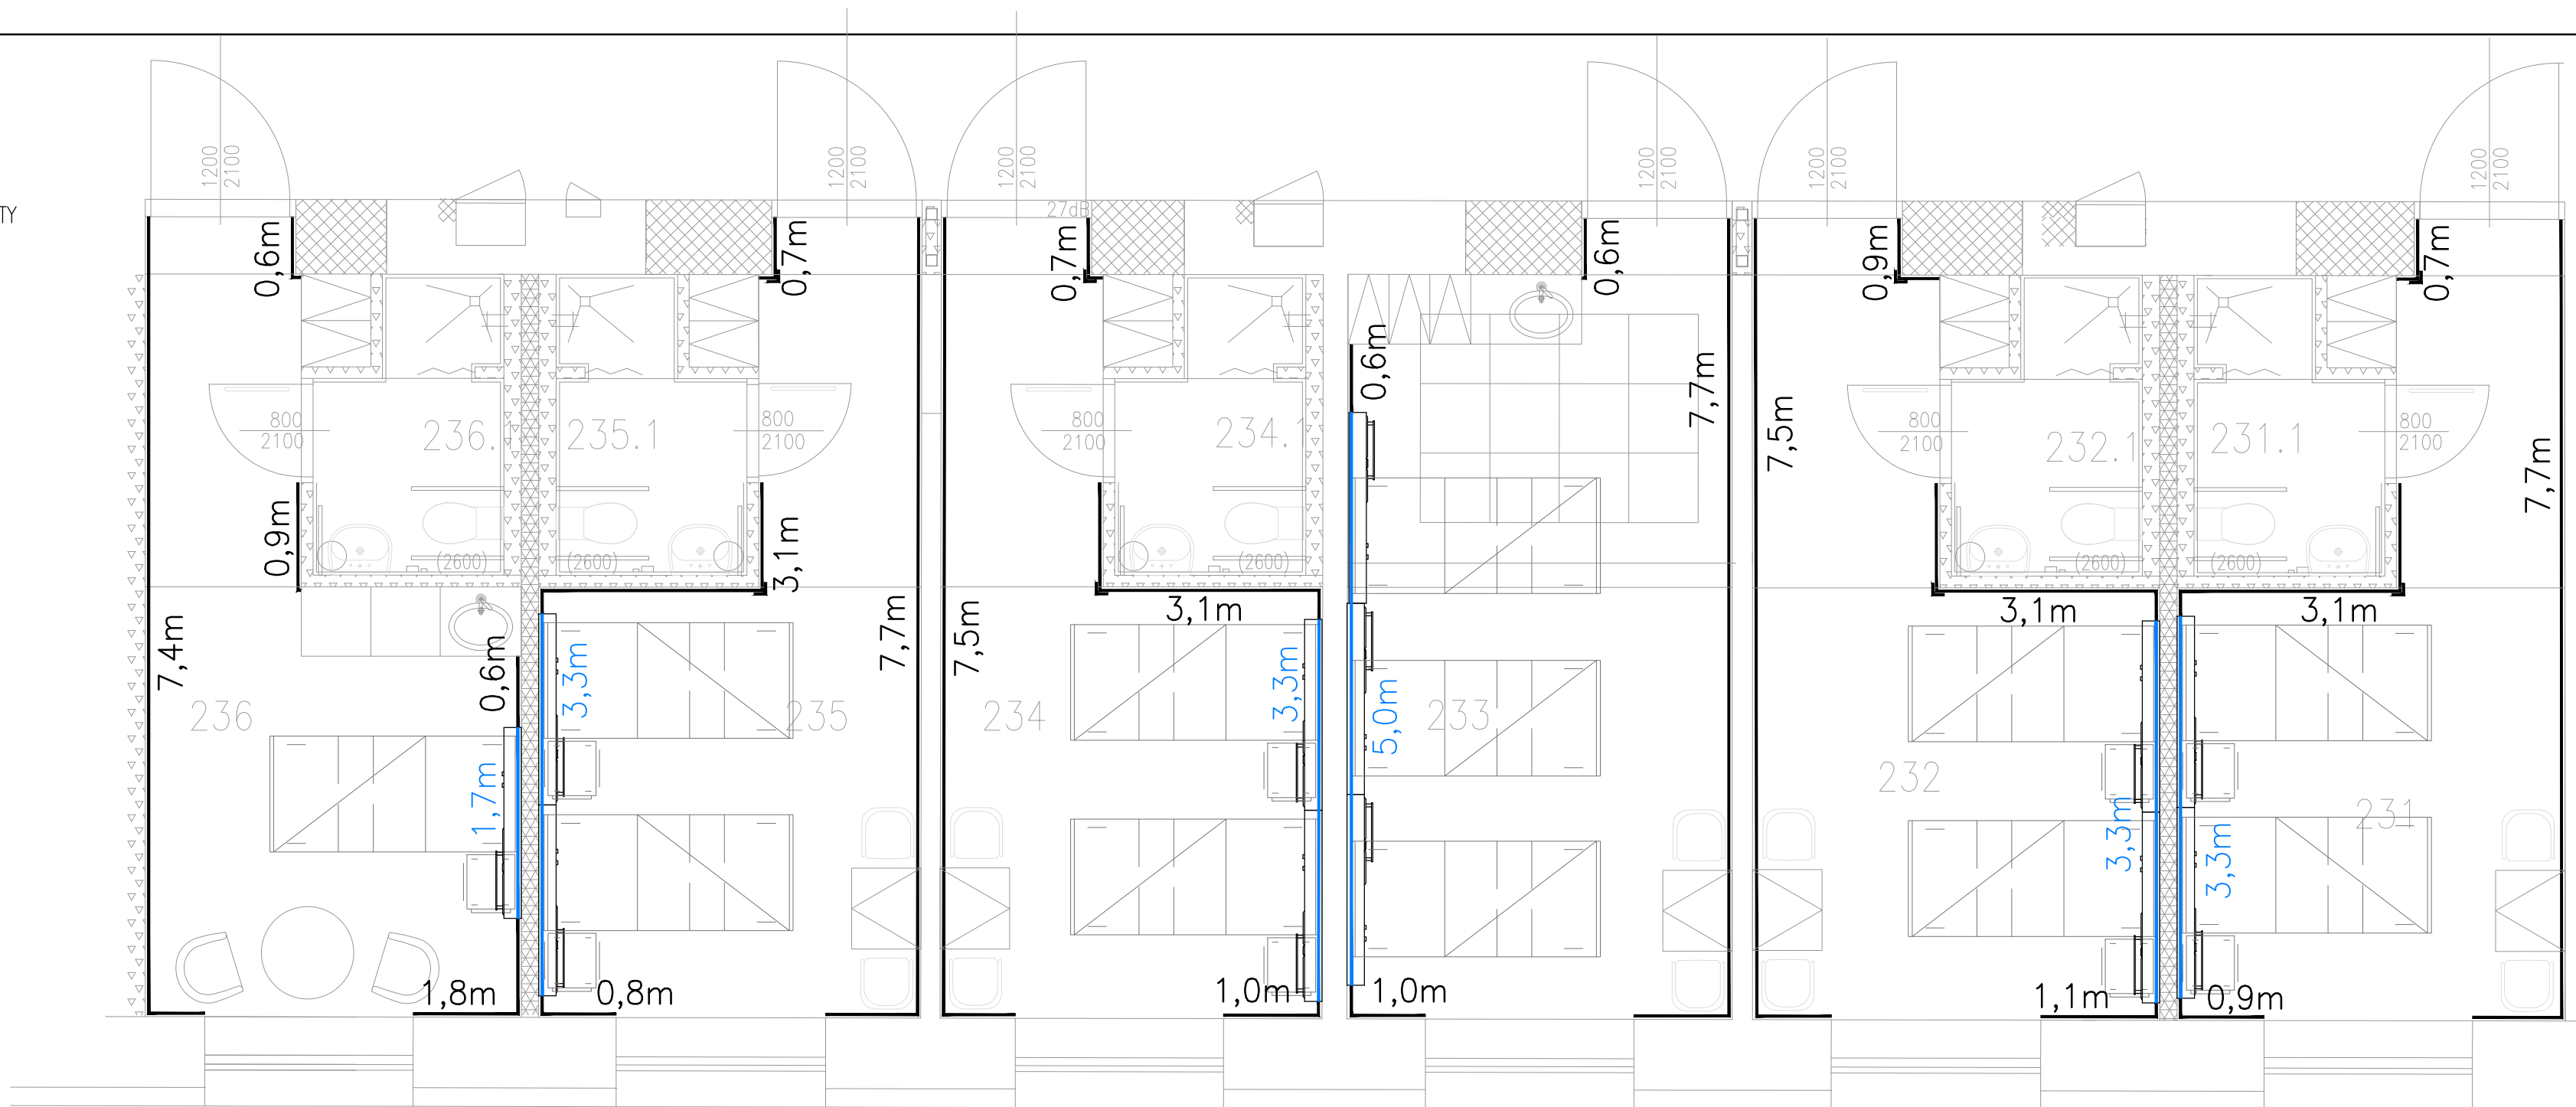 TY
1200
2100
1200
2100
1200
2100
1200
2100
1200
2100
1200
2100
27dB
0,6m
0,7m
0,7m
0,6m
0,9m
0,7m
0,6m
7,7m
7,5m
7,7m
800
2100
236.
235.1
800
2100
800
2100
234.1
800
2100
232.1
231.1
800
2100
0,9m
(2600)
(2600)
3,1m
(2600)
(2600)
(2600)
7,4m
0,6m
3,3m
7,7m
7,5m
3,1m
3,3m
5,0m
3,1m
3,1m
236
235
234
233
232
231
1,7m
3,3m
3,3m
1,8m
0,8m
1,0m
1,0m
1,1m
0,9m